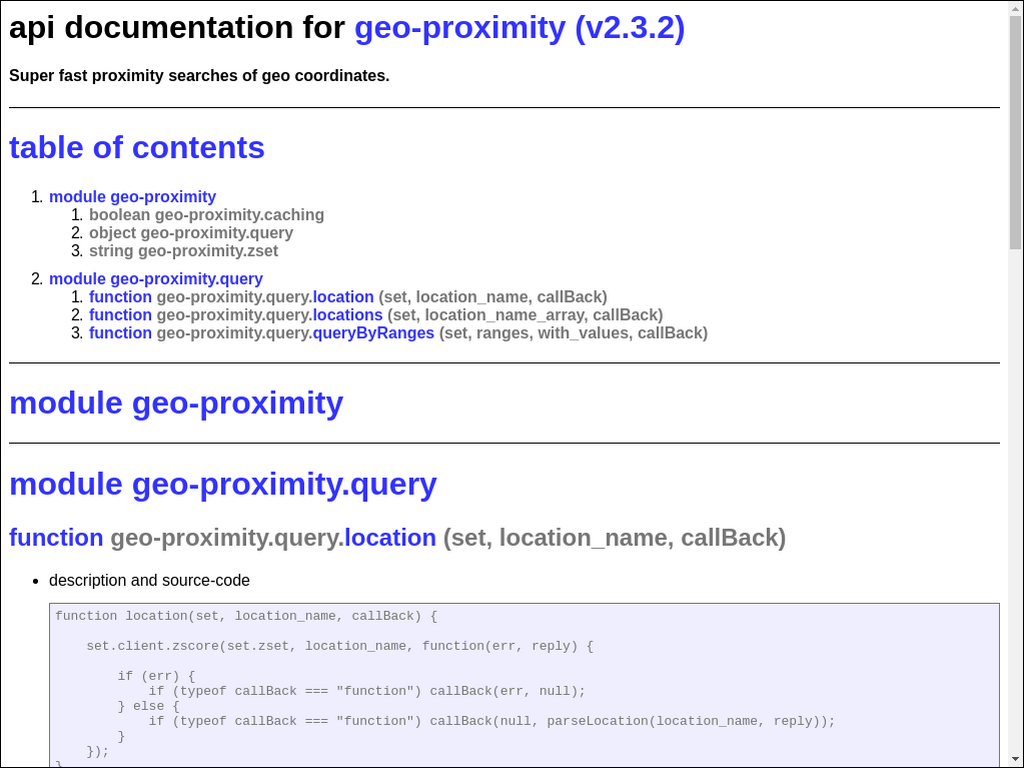 api documentation for geo-proximity (v2.3.2)
Super fast proximity searches of geo coordinates.
table of contents
1. module geo-proximity
1. boolean geo-proximity.caching
2. object geo-proximity.query
3. string geo-proximity.zset
2. module geo-proximity.query
1. function geo-proximity.query.location (set, location_name, callBack)
2. function geo-proximity.query.locations (set, location_name_array, callBack)
3. function geo-proximity.query.queryByRanges (set, ranges, with_values, callBack)
module geo-proximity
module geo-proximity.query
function geo-proximity.query.location (set, location_name, callBack)
• description and source-code
function location(set, location_name, callBack) {
    set.client.zscore(set.zset, location_name, function(err, reply) {
        if (err) {
            if (typeof callBack === "function") callBack(err, null);
        } else {
            if (typeof callBack === "function") callBack(null, parseLocation(location_name, reply));
        }
    });
}